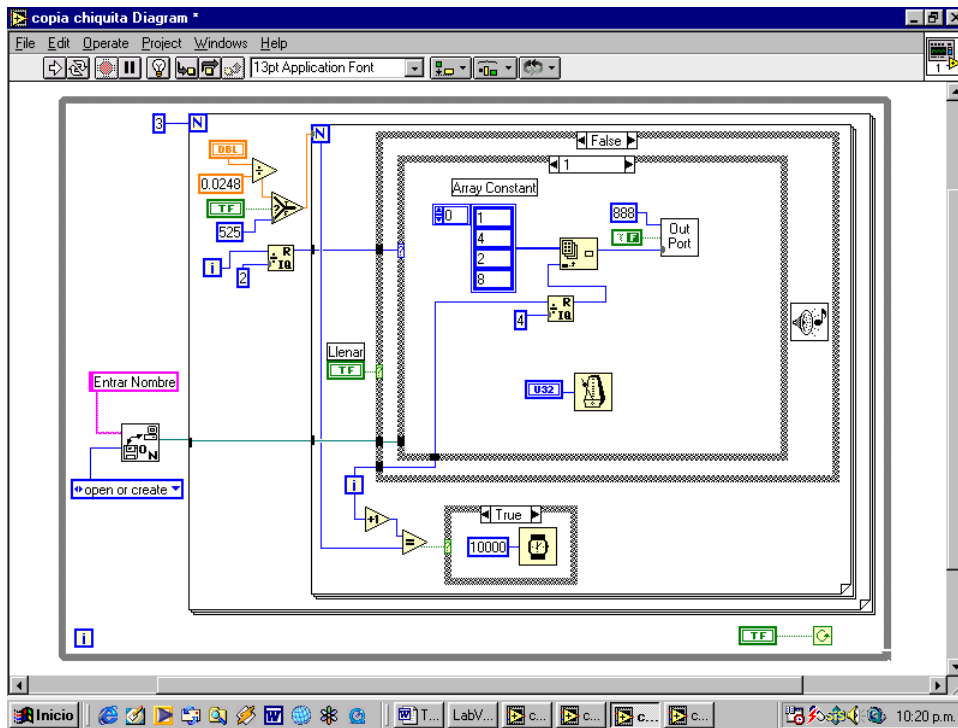 copia chiquita Diagram *
File Edit Operate Project Windows Help
13pt Application Font
1
3 N
N
False
DBL
1
÷
0.0248
Array Constant
TF
0 1
888
525
4
TF
Out
Port
R
÷IQ
2
i
2
8
R
÷IQ
4
Llenar
TF
Entrar Nombre
U32
O
N
open or create
i
+1
True
=
10000
i
TF
Inicio
W
T...
LabV...
c...
c...
c...
c...
10:20 p.m.